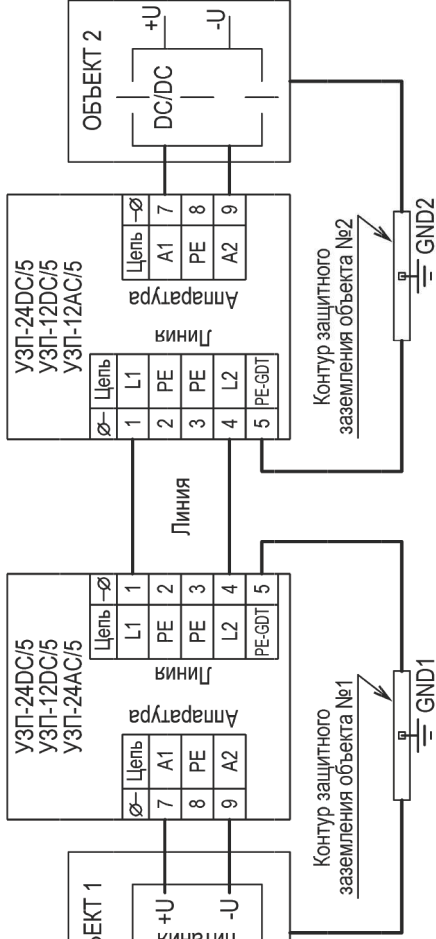 ОБЪЕКТ 2
+U
-U
DC/DC
УЗП-24DC/5
УЗП-12DC/5
УЗП-12AC/5
Цепь
A1 7
PE 8
A2 9
Аппаратура
Линия
Цепь
1 L1
2 PE
3 PE
4 L2
5 PE-GDT
Контур защитного
заземления объекта №2
GND2
Линия
УЗП-24DC/5
УЗП-12DC/5
УЗП-24AC/5
Цепь
L1 1
PE 2
PE 3
L2 4
PE-GDT 5
Линия
Аппаратура
Цепь
7 A1
8 PE
9 A2
Контур защитного
заземления объекта №1
GND1
ЕКТ 1
+U
-U
питания